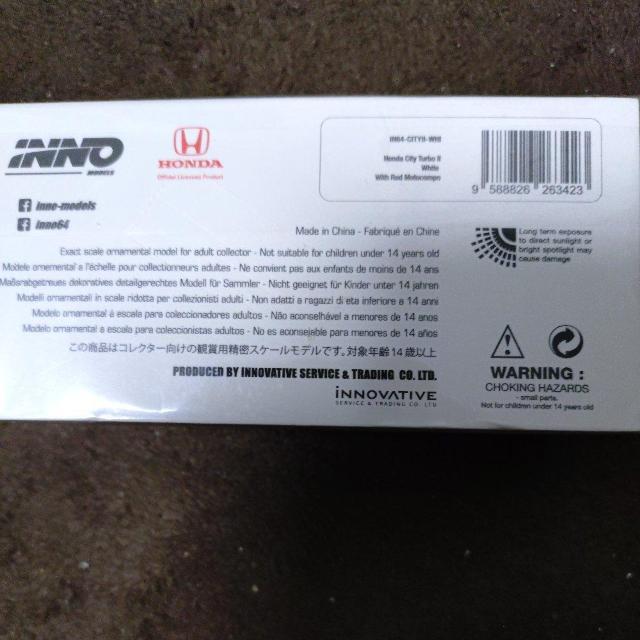 INNO
MODELS
HONDA
Official Licensed Product
inno-models
inno64
IN64-CITYII-WHI
Honda City Turbo II
White
With Red Motocompo
9 588826 263423
Made in China - Fabriqué en Chine
Long term exposure
to direct sunlight or
bright spotlight may
cause damage
Exact scale ornamental model for adult collector - Not suitable for children under 14 years old
Modele ornemental a l'échelle pour collectionneurs adultes - Ne convient pas aux enfants de moins de 14 ans
Maßsrabgetreues dekoratives detailgerechtes Modell für Sammler - Nicht geeignet für Kinder unter 14 jahren
Modelli ornamentali in scale ridotta per collezionisti adulti - Non adatti a ragazzi di eta inferiore a 14 anni
Modelo ornamental á escala para coleccionadores adultos - Não aconselhável a menores de 14 anos
Modelo ornamental a escala para coleccionistas adultos - No es aconsejable para menores de 14 años
この商品はコレクター向けの観賞用精密スケールモデルです。対象年齢14歳以上
PRODUCED BY INNOVATIVE SERVICE & TRADING CO. LTD.
INNOVATIVE
SERVICE & TRADING CO. LTD
WARNING :
CHOKING HAZARDS
- small parts.
Not for children under 14 years old